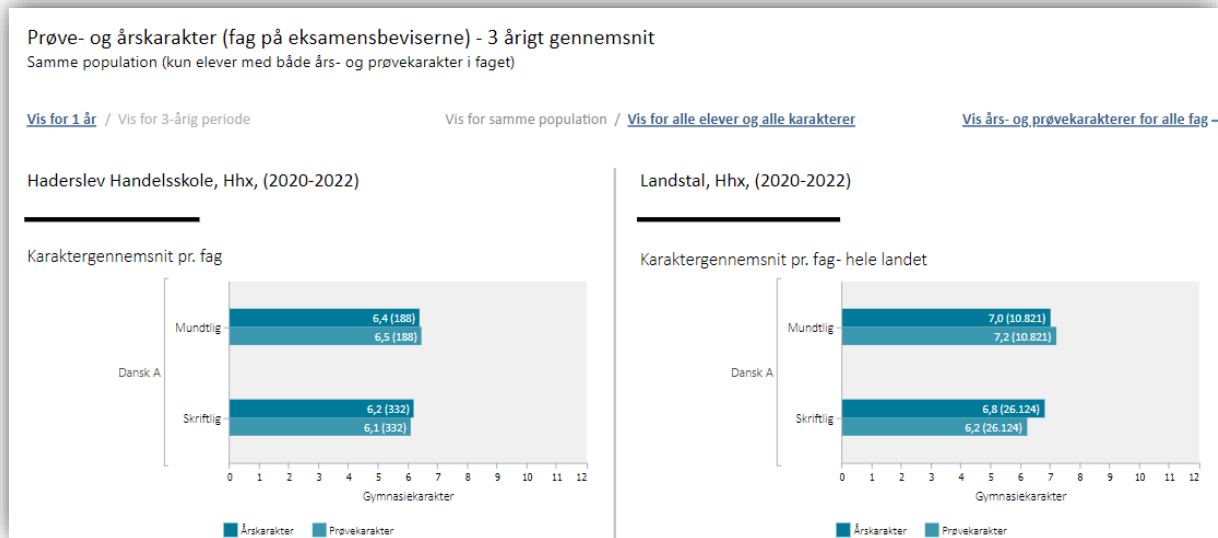 Prøve- og årskarakter (fag på eksamensbeviserne) - 3 årigt gennemsnit
Samme population (kun elever med både års- og prøvekarakter i faget)
Vis for 1 år / Vis for 3-årig periode
Vis for samme population / Vis for alle elever og alle karakterer
Vis års- og prøvekarakterer for alle fag
Haderslev Handelsskole, Hhx, (2020-2022)
Karaktergennemsnit pr. fag
Dansk A
Mundtlig
6,4 (188)
6,5 (188)
Skriftlig
6,2 (332)
6,1 (332)
0 1 2 3 4 5 6 7 8 9 10 11 12
Gymnasiekarakter
Årskarakter Prøvekarakter
Landstal, Hhx, (2020-2022)
Karaktergennemsnit pr. fag- hele landet
Dansk A
Mundtlig
7,0 (10.821)
7,2 (10.821)
Skriftlig
6,8 (26.124)
6,2 (26.124)
0 1 2 3 4 5 6 7 8 9 10 11 12
Gymnasiekarakter
Årskarakter Prøvekarakter